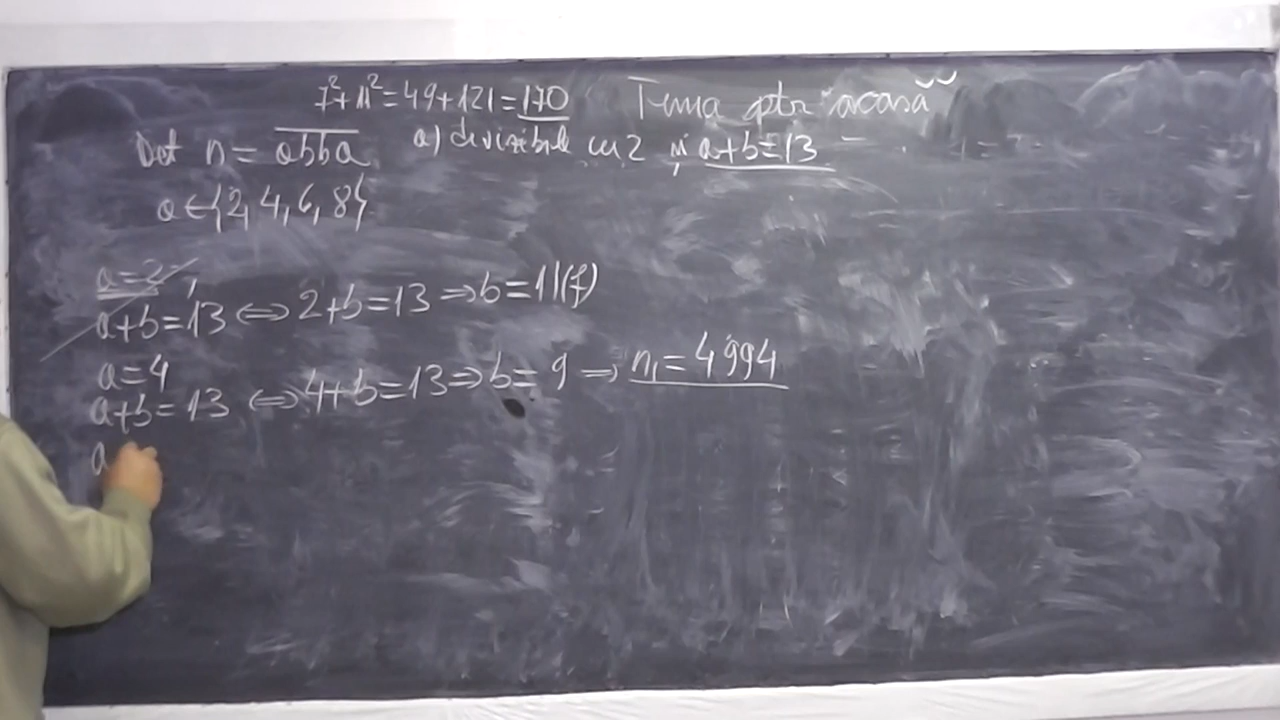 7²+11²=49+121=170 Tema ptr acasă
Det n = abba a) divizibile cu 2 și a+b=13
a∈{2,4,6,8}
a=2,
a+b=13 ⇔ 2+b=13 ⇒ b=11(f)
a=4
a+b=13 ⇔ 4+b=13 ⇒ b=9 ⇒ n₁=4994
a